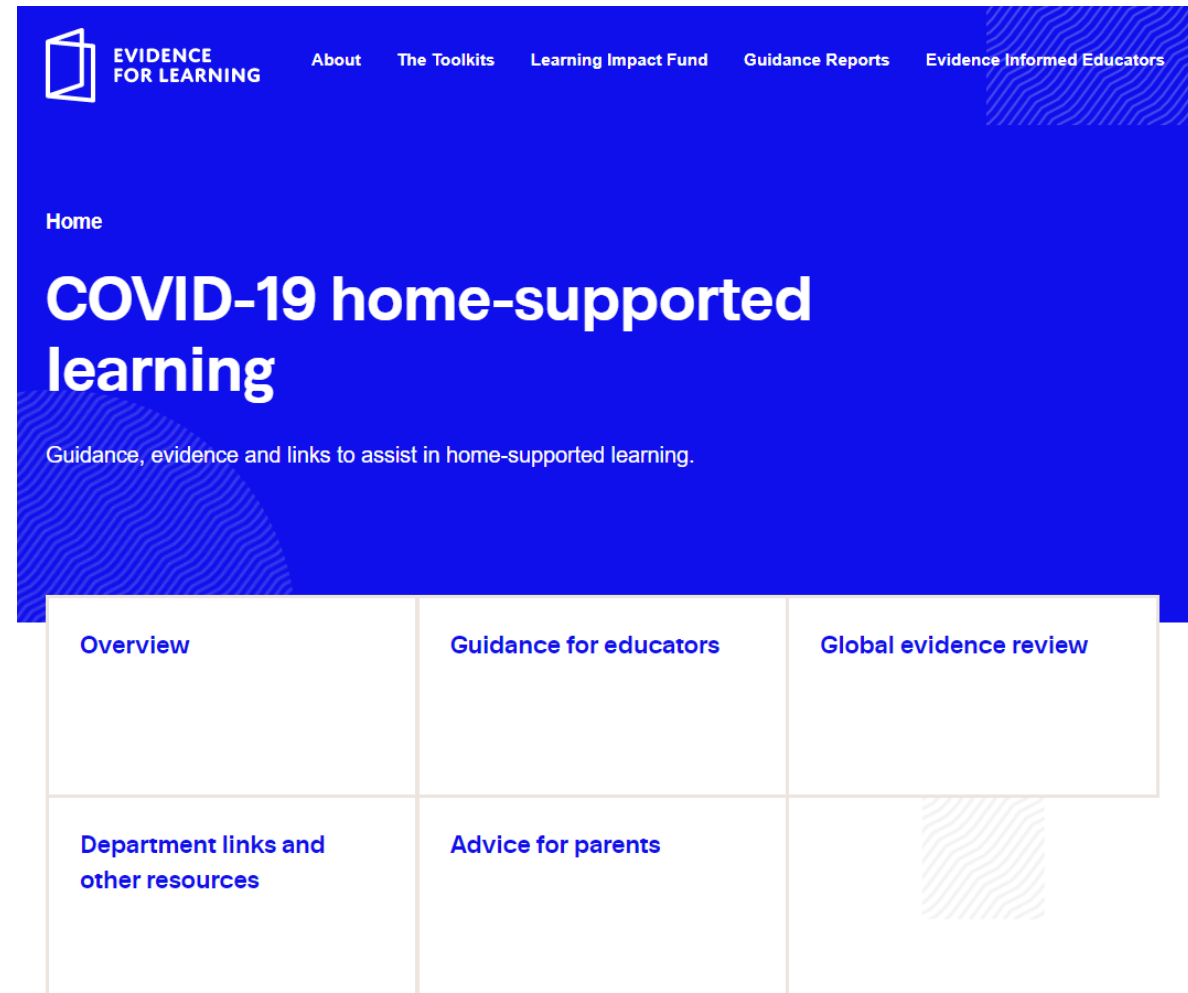 EVIDENCE
FOR LEARNING
About
The Toolkits
Learning Impact Fund
Guidance Reports
Evidence Informed Educators
Home
COVID-19 home-supported
learning
Guidance, evidence and links to assist in home-supported learning.
Overview
Guidance for educators
Global evidence review
Department links and
other resources
Advice for parents